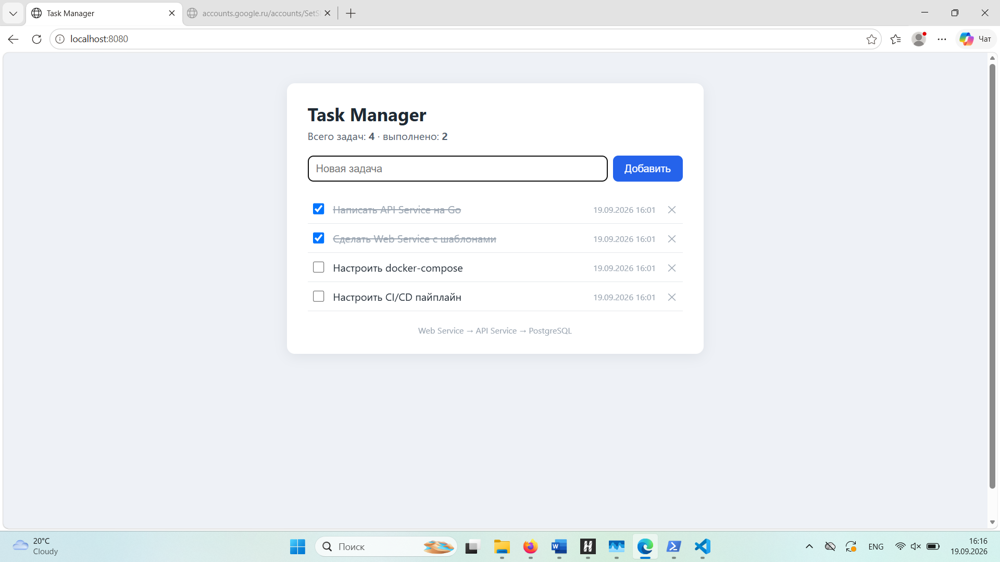 Task Manager
accounts.google.ru/accounts/SetS
localhost:8080
Чат
Task Manager
Всего задач: 4 · выполнено: 2
Новая задача
Добавить
Написать API Service на Go
19.09.2026 16:01
Сделать Web Service с шаблонами
19.09.2026 16:01
Настроить docker-compose
19.09.2026 16:01
Настроить CI/CD пайплайн
19.09.2026 16:01
Web Service → API Service → PostgreSQL
20°C
Cloudy
Поиск
ENG
16:16
19.09.2026